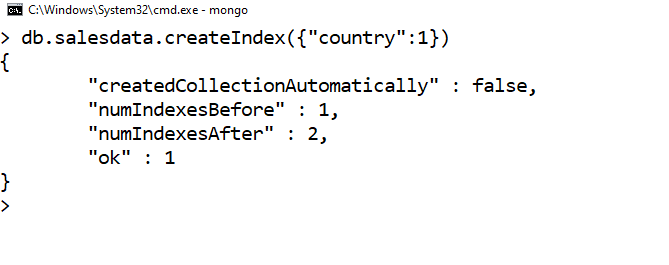 C:\Windows\System32\cmd.exe - mongo
> db.salesdata.createIndex({"country":1})
{
        "createdCollectionAutomatically" : false,
        "numIndexesBefore" : 1,
        "numIndexesAfter" : 2,
        "ok" : 1
}
>